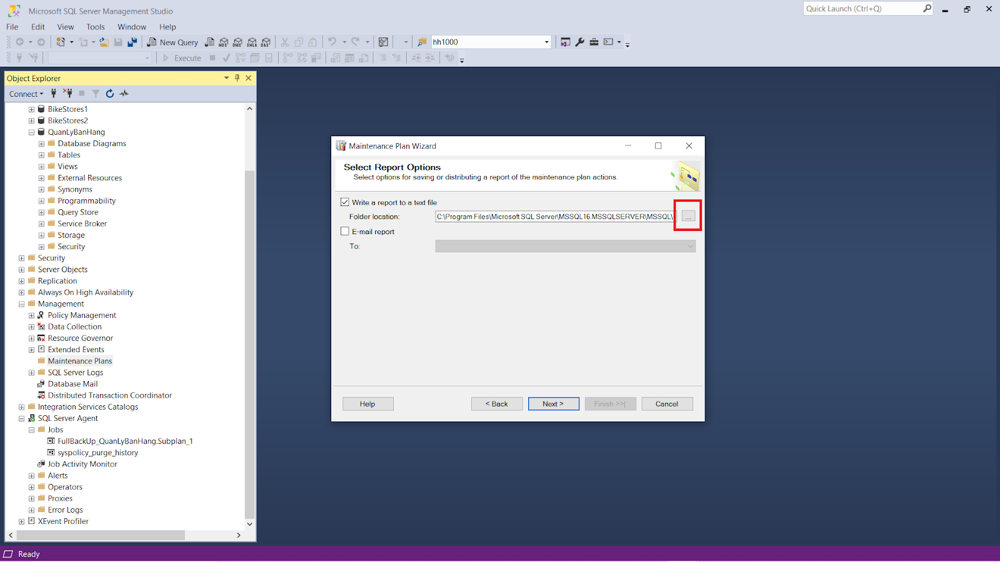 Microsoft SQL Server Management Studio
Quick Launch (Ctrl+Q)
File Edit View Tools Window Help
New Query MDX DMX XMLA DAX hh1000
Execute
Object Explorer
Connect
BikeStores1
BikeStores2
QuanLyBanHang
Database Diagrams
Tables
Views
External Resources
Synonyms
Programmability
Query Store
Service Broker
Storage
Security
Security
Server Objects
Replication
Always On High Availability
Management
Policy Management
Data Collection
Resource Governor
Extended Events
Maintenance Plans
SQL Server Logs
Database Mail
Distributed Transaction Coordinator
Integration Services Catalogs
SQL Server Agent
Jobs
FullBackUp_QuanLyBanHang.Subplan_1
syspolicy_purge_history
Job Activity Monitor
Alerts
Operators
Proxies
Error Logs
XEvent Profiler
Maintenance Plan Wizard
Select Report Options
Select options for saving or distributing a report of the maintenance plan actions.
Write a report to a text file
Folder location: C:\Program Files\Microsoft SQL Server\MSSQL16.MSSQLSERVER\MSSQL\ ...
E-mail report
To:
Help < Back Next > Finish >>| Cancel
Ready